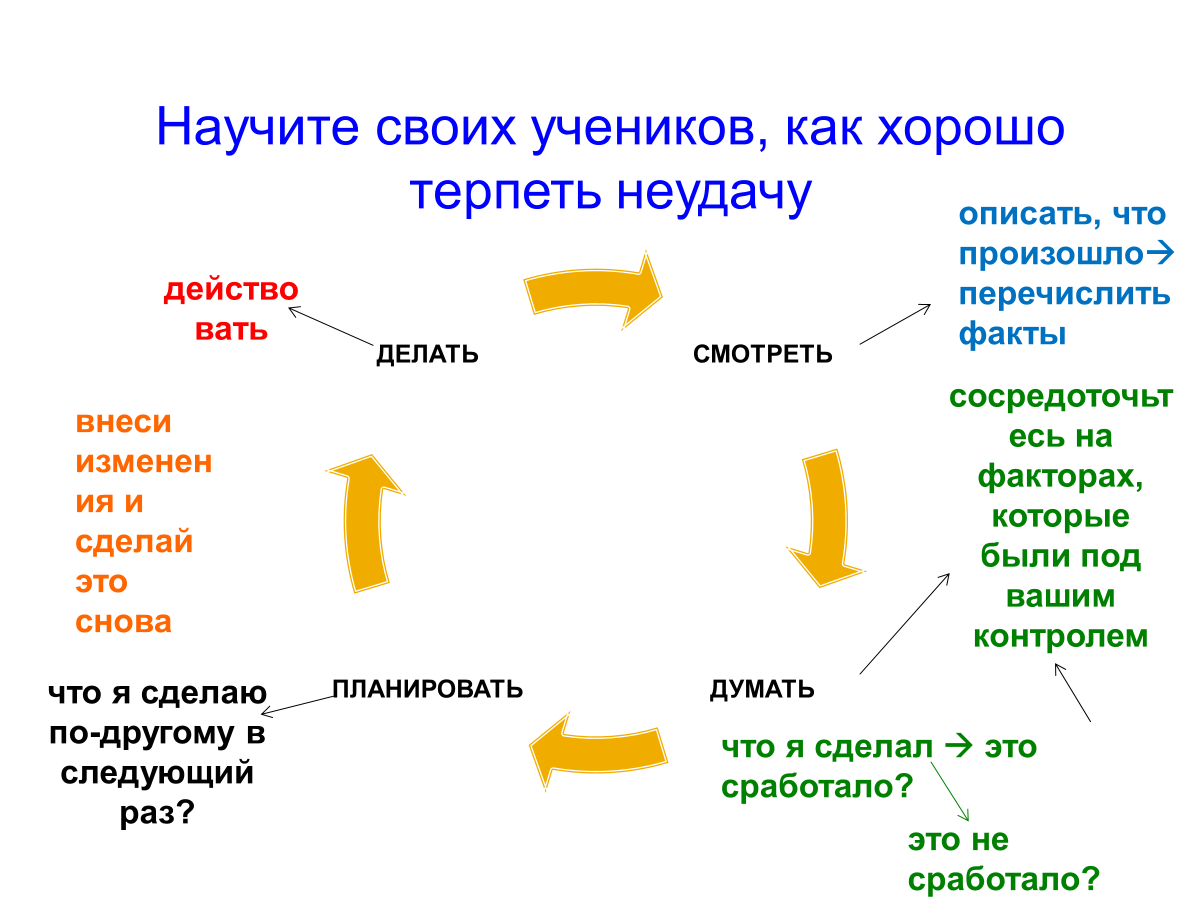 Научите своих учеников, как хорошо
терпеть неудачу
действо
вать
ДЕЛАТЬ
СМОТРЕТЬ
описать, что
произошло→
перечислить
факты
сосредоточьт
есь на
факторах,
которые
были под
вашим
контролем
ДУМАТЬ
что я сделал → это
сработало?
это не
сработало?
ПЛАНИРОВАТЬ
что я сделаю
по-другому в
следующий
раз?
внеси
изменен
ия и
сделай
это
снова